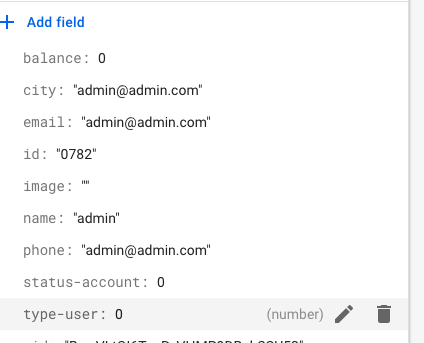 Add field
balance: 0
city: "admin@admin.com"
email: "admin@admin.com"
id: "0782"
image: ""
name: "admin"
phone: "admin@admin.com"
status-account: 0
type-user: 0 (number)